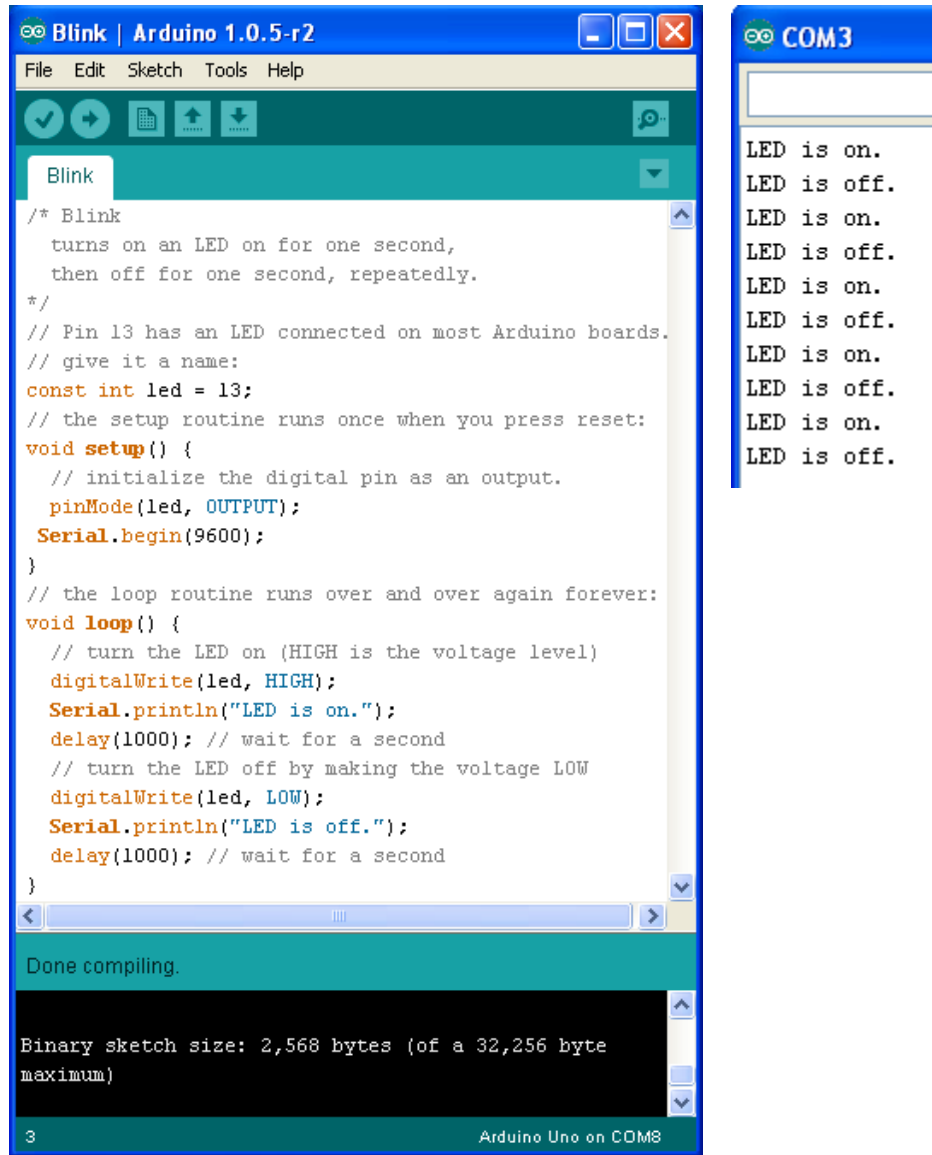 Blink | Arduino 1.0.5-r2
File Edit Sketch Tools Help
Blink
/* Blink
  turns on an LED on for one second,
  then off for one second, repeatedly.
*/
// Pin 13 has an LED connected on most Arduino boards.
// give it a name:
const int led = 13;
// the setup routine runs once when you press reset:
void setup() {
  // initialize the digital pin as an output.
  pinMode(led, OUTPUT);
 Serial.begin(9600);
}
// the loop routine runs over and over again forever:
void loop() {
  // turn the LED on (HIGH is the voltage level)
  digitalWrite(led, HIGH);
  Serial.println("LED is on.");
  delay(1000); // wait for a second
  // turn the LED off by making the voltage LOW
  digitalWrite(led, LOW);
  Serial.println("LED is off.");
  delay(1000); // wait for a second
}
Done compiling.
Binary sketch size: 2,568 bytes (of a 32,256 byte
maximum)
3 Arduino Uno on COM8
COM3
LED is on.
LED is off.
LED is on.
LED is off.
LED is on.
LED is off.
LED is on.
LED is off.
LED is on.
LED is off.